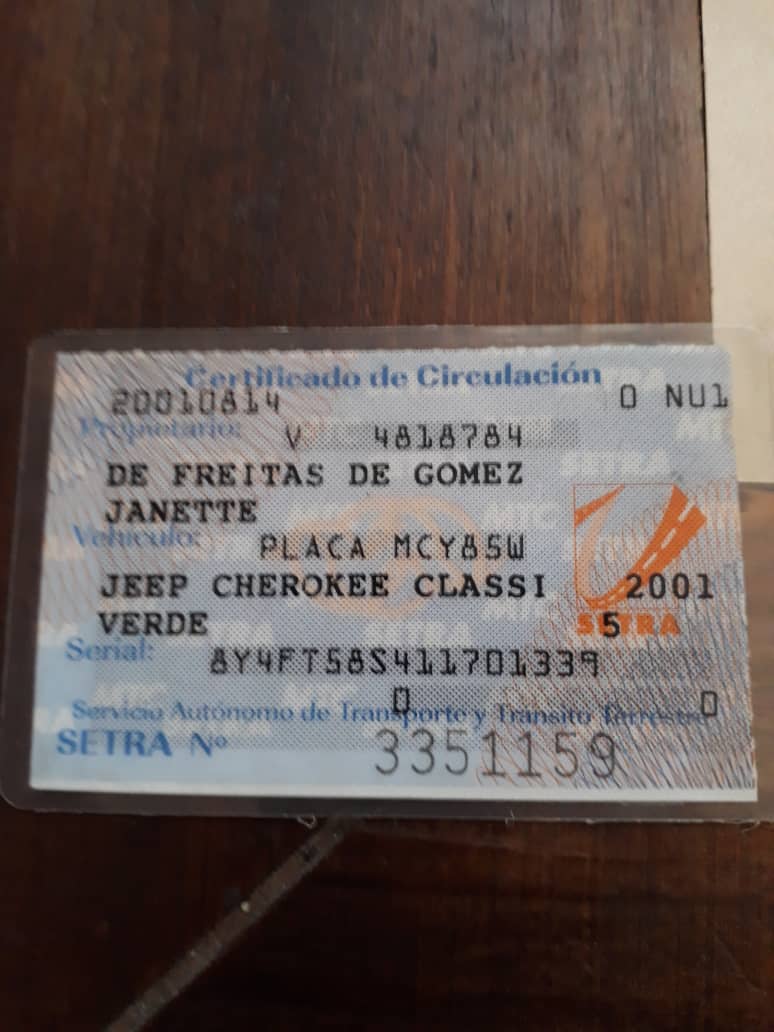 Certificado de Circulación
20010814 0 NU1
Propietario: V 4818784
DE FREITAS DE GOMEZ
JANETTE
Vehículo: PLACA MCY85W
JEEP CHEROKEE CLASSI 2001
VERDE 5
SETRA
Serial: 8Y4FT58S411701339
0 0
Servicio Autónomo de Transporte y Transito Terrestre
SETRA Nº 3351159